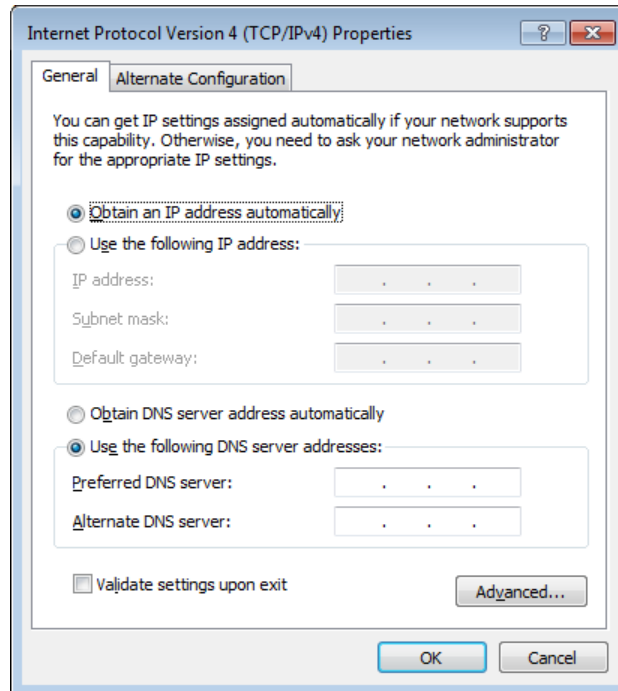 Internet Protocol Version 4 (TCP/IPv4) Properties
?
General
Alternate Configuration
You can get IP settings assigned automatically if your network supports
this capability. Otherwise, you need to ask your network administrator
for the appropriate IP settings.
Obtain an IP address automatically
Use the following IP address:
IP address:
Subnet mask:
Default gateway:
Obtain DNS server address automatically
Use the following DNS server addresses:
Preferred DNS server:
Alternate DNS server:
Validate settings upon exit
Advanced...
OK
Cancel